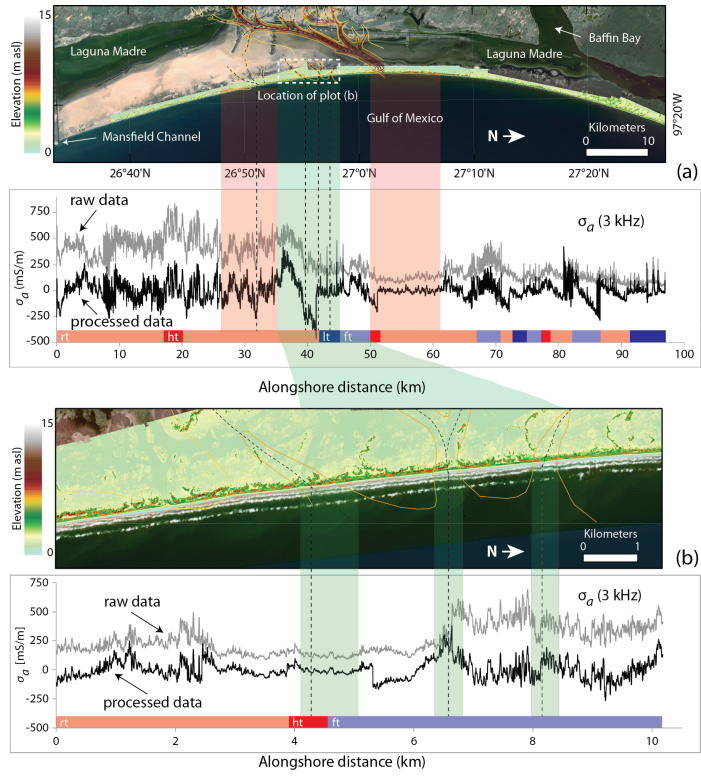 15
Elevation (m asl)
0
Laguna Madre
Laguna Madre
Baffin Bay
Location of plot (b)
Gulf of Mexico
Mansfield Channel
N
Kilometers
0 10
97°20'W
26°40'N 26°50'N 27°0'N 27°10'N 27°20'N
(a)
raw data
σa (3 kHz)
σa (mS/m)
750
500
250
0
-250
-500
processed data
rt ht lt ft
0 10 20 30 40 50 60 70 80 90 100
Alongshore distance (km)
15
Elevation (m asl)
0
N
Kilometers
0 1
(b)
raw data
σa (3 kHz)
σa [mS/m]
750
500
250
0
-250
-500
processed data
rt ht ft
0 2 4 6 8 10
Alongshore distance (km)